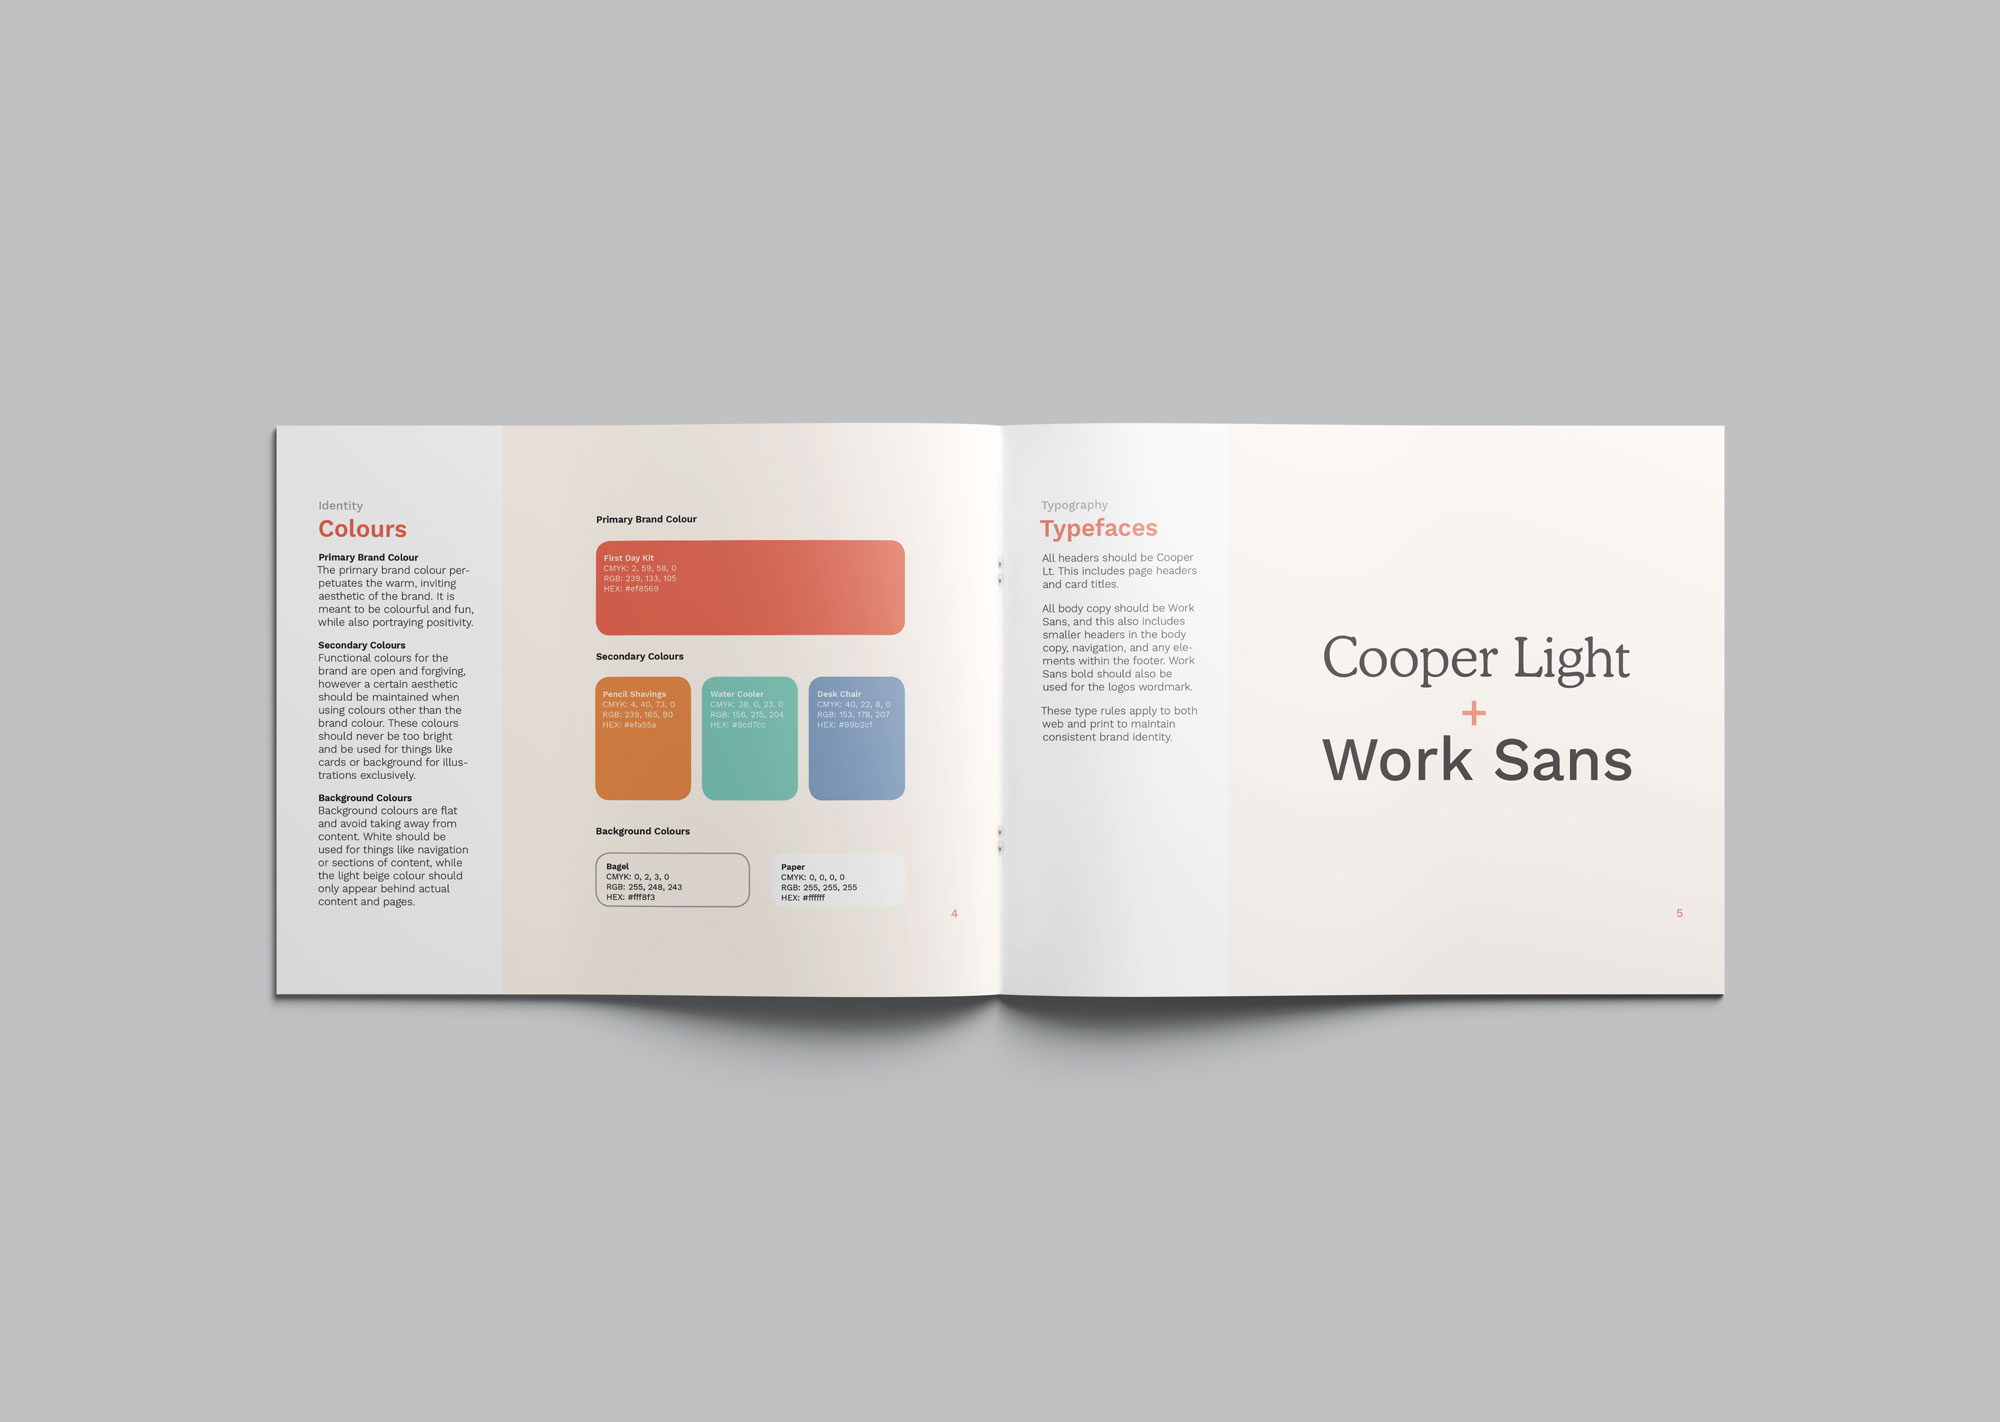 Identity
Colours
Primary Brand Colour
The primary brand colour per-
petuates the warm, inviting
aesthetic of the brand. It is
meant to be colourful and fun,
while also portraying positivity.
Secondary Colours
Functional colours for the
brand are open and forgiving,
however a certain aesthetic
should be maintained when
using colours other than the
brand colour. These colours
should never be too bright
and be used for things like
cards or background for illus-
trations exclusively.
Background Colours
Background colours are flat
and avoid taking away from
content. White should be
used for things like navigation
or sections of content, while
the light beige colour should
only appear behind actual
content and pages.
Primary Brand Colour
First Day Kit
CMYK: 2, 59, 58, 0
RGB: 239, 133, 105
HEX: #ef8569
Secondary Colours
Pencil Shavings
CMYK: 4, 40, 73, 0
RGB: 239, 165, 90
HEX: #efa55a
Water Cooler
CMYK: 38, 0, 23, 0
RGB: 156, 215, 204
HEX: #9cd7cc
Desk Chair
CMYK: 40, 22, 8, 0
RGB: 153, 178, 207
HEX: #99b2cf
Background Colours
Bagel
CMYK: 0, 2, 3, 0
RGB: 255, 248, 243
HEX: #fff8f3
Paper
CMYK: 0, 0, 0, 0
RGB: 255, 255, 255
HEX: #ffffff
4
Typography
Typefaces
All headers should be Cooper
Lt. This includes page headers
and card titles.
All body copy should be Work
Sans, and this also includes
smaller headers in the body
copy, navigation, and any ele-
ments within the footer. Work
Sans bold should also be
used for the logos wordmark.
These type rules apply to both
web and print to maintain
consistent brand identity.
Cooper Light
+
Work Sans
5